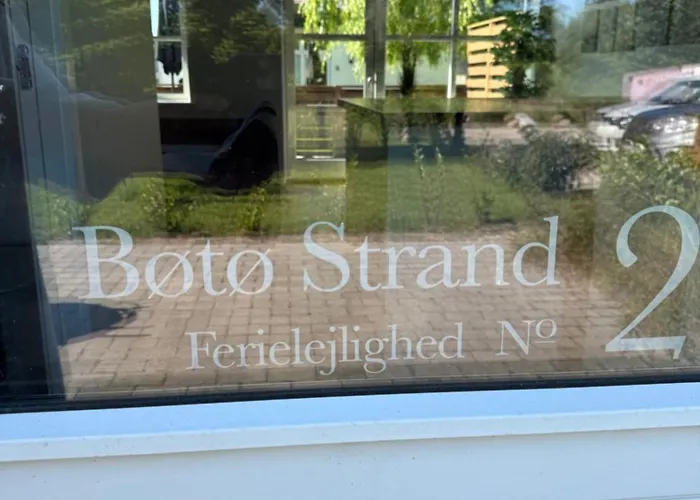 Bøtø Strand 2
Ferielejlighed Nº